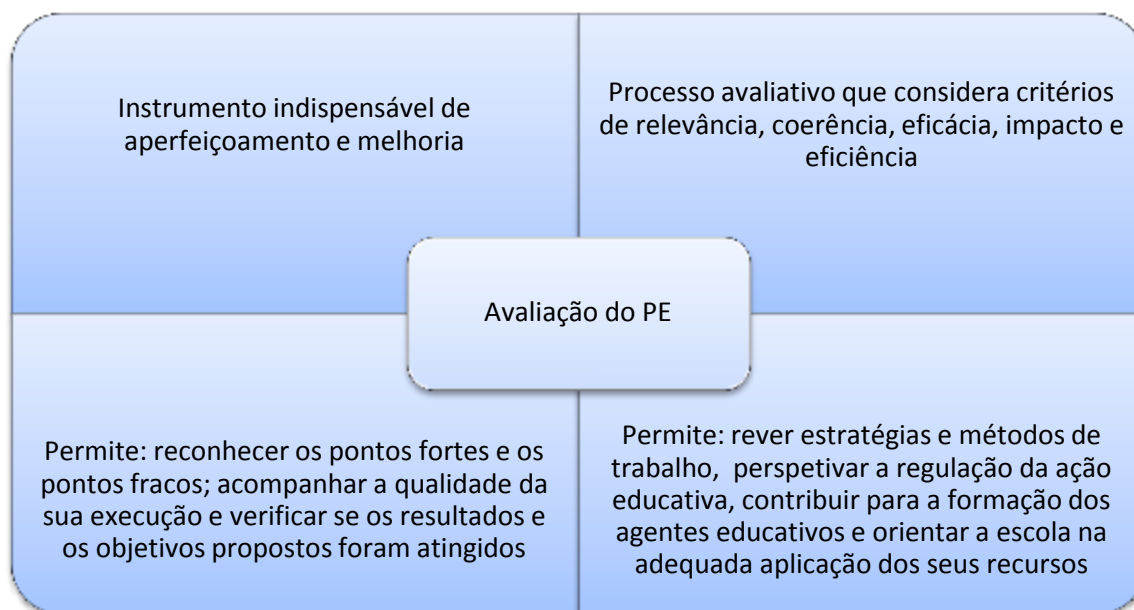 Instrumento indispensável de
aperfeiçoamento e melhoria
Processo avaliativo que considera critérios
de relevância, coerência, eficácia, impacto e
eficiência
Avaliação do PE
Permite: reconhecer os pontos fortes e os
pontos fracos; acompanhar a qualidade da
sua execução e verificar se os resultados e
os objetivos propostos foram atingidos
Permite: rever estratégias e métodos de
trabalho, perspetivar a regulação da ação
educativa, contribuir para a formação dos
agentes educativos e orientar a escola na
adequada aplicação dos seus recursos